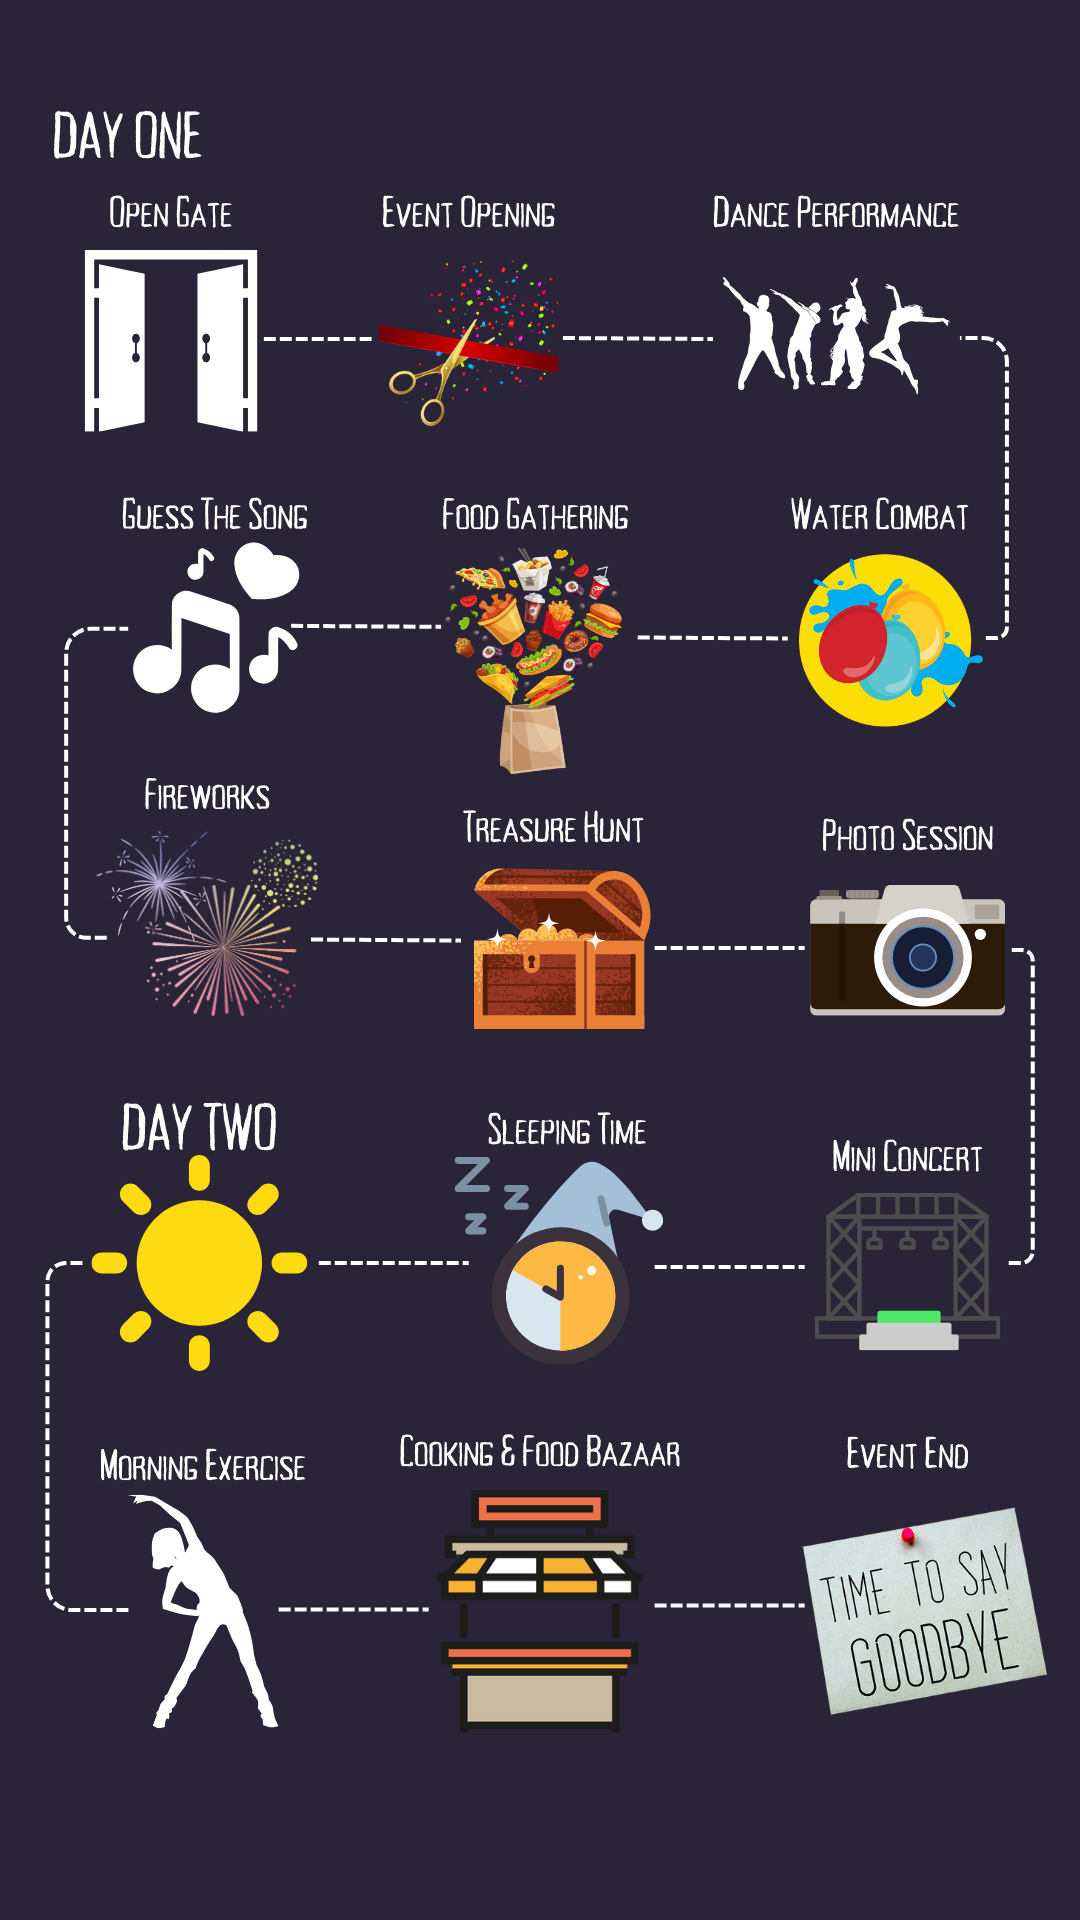 DAY ONE
OPEN GATE
EVENT OPENING
DANCE PERFORMANCE
GUESS THE SONG
FOOD GATHERING
WATER COMBAT
FIREWORKS
TREASURE HUNT
PHOTO SESSION
DAY TWO
SLEEPING TIME
MINI CONCERT
Z
Z
Z
MORNING EXERCISE
COOKING & FOOD BAZAAR
EVENT END
TIME TO SAY
GOODBYE